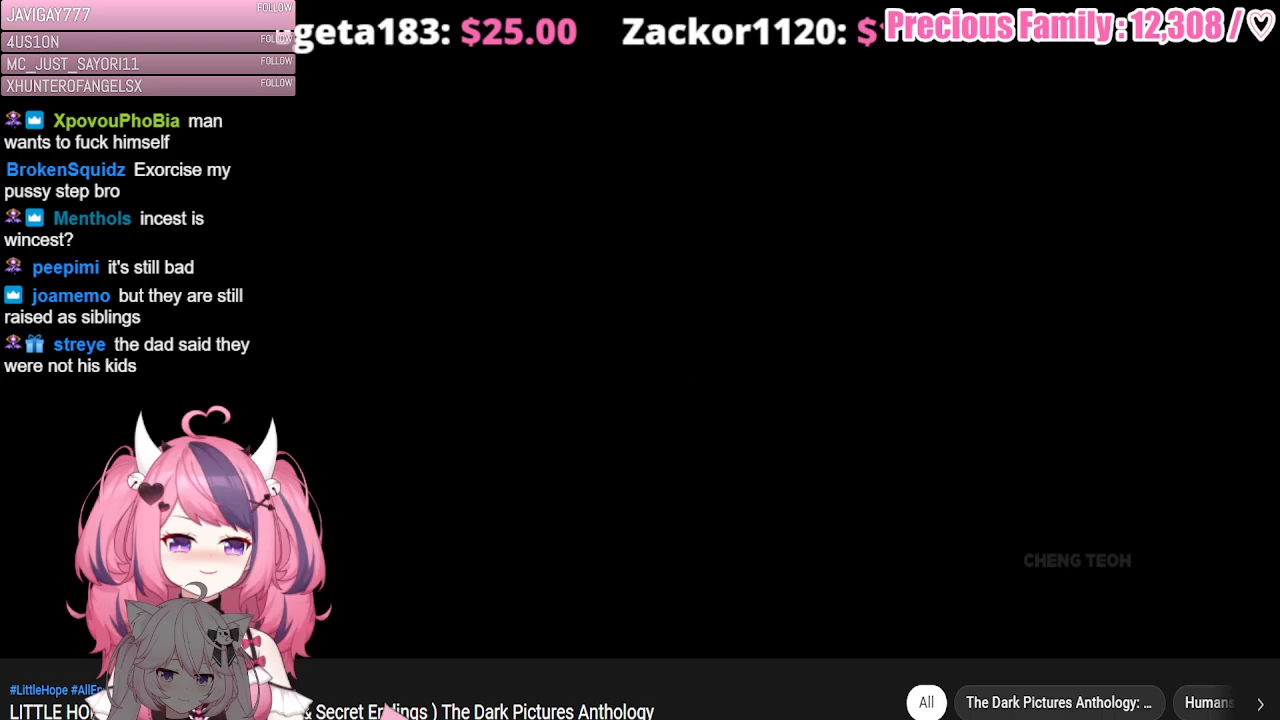 JAVIGAY777 FOLLOW
4US1ON FOLLOW
MC_JUST_SAYORI11 FOLLOW
XHUNTEROFANGELSX FOLLOW
geta183: $25.00 Zackor1120: $
Precious Family : 12,308 / ♡
XpovouPhoBia man
wants to fuck himself
BrokenSquidz Exorcise my
pussy step bro
Menthols incest is
wincest?
peepimi it's still bad
joamemo but they are still
raised as siblings
streye the dad said they
were not his kids
CHENG TEOH
#LittleHope
LITTLE & Secret Endings ) The Dark Pictures Anthology
All The Dark Pictures Anthology: ... Humans